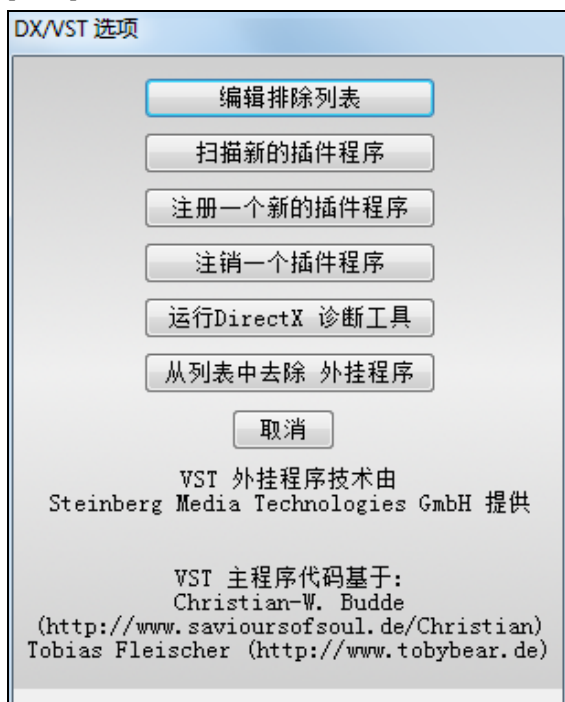 DX/VST 选项
编辑排除列表
扫描新的插件程序
注册一个新的插件程序
注销一个插件程序
运行DirectX 诊断工具
从列表中去除 外挂程序
取消
VST 外挂程序技术由
Steinberg Media Technologies GmbH 提供
VST 主程序代码基于:
Christian-W. Budde
(http://www.savioursofsoul.de/Christian)
Tobias Fleischer (http://www.tobybear.de)